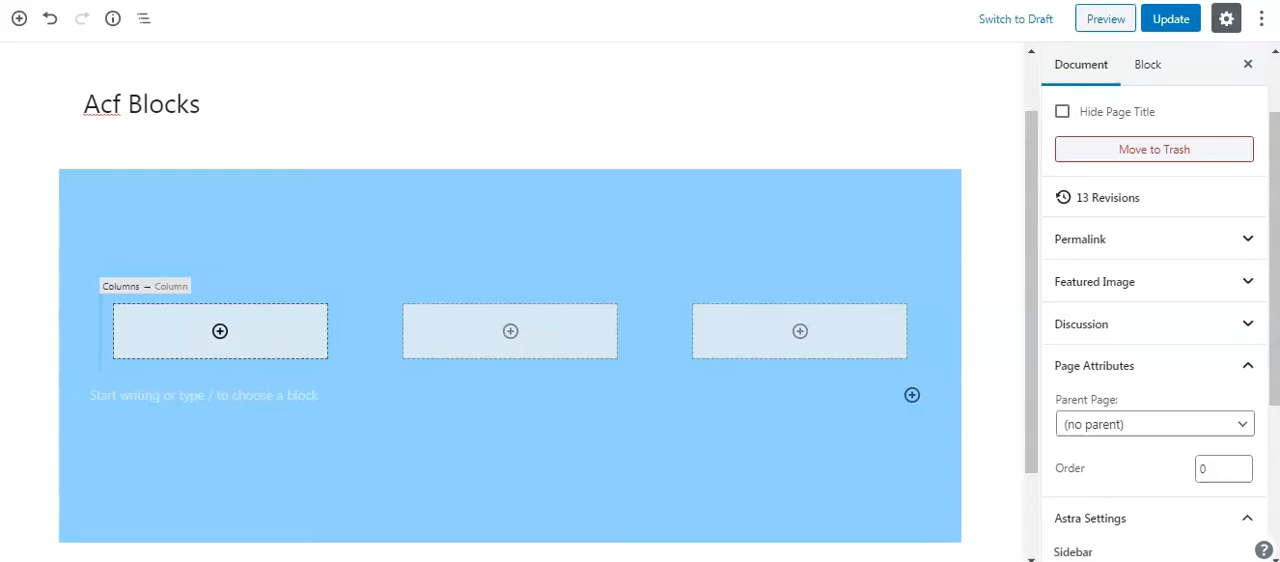 Switch to Draft Preview Update
Document Block
Acf Blocks
Hide Page Title
Move to Trash
13 Revisions
Permalink
Featured Image
Discussion
Page Attributes
Parent Page:
(no parent)
Order 0
Astra Settings
Sidebar
Columns → Column
Start writing or type / to choose a block